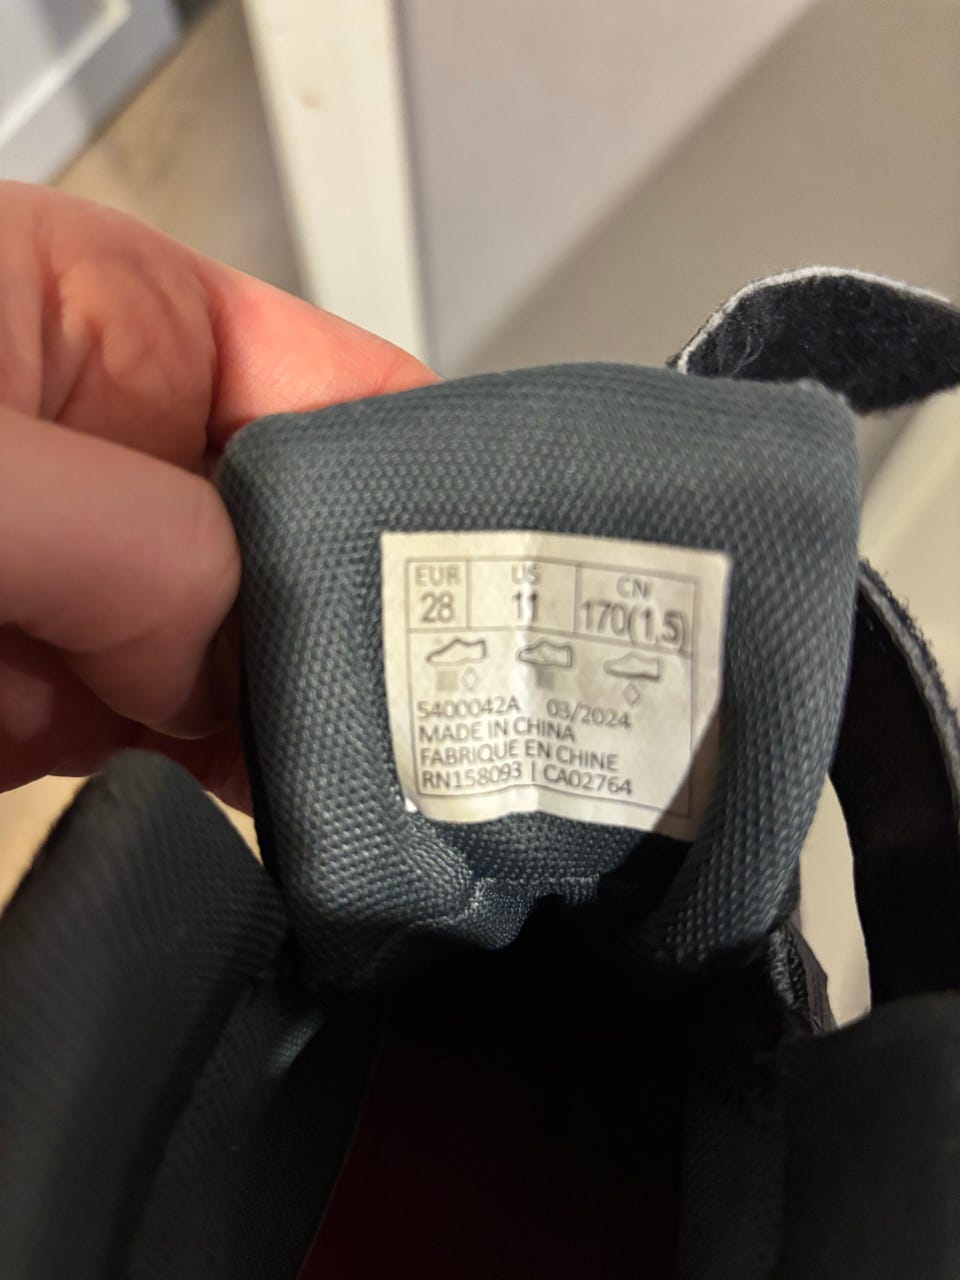 EUR US CN
28 11 170(1,5)
5400042A 03/2024
MADE IN CHINA
FABRIQUE EN CHINE
RN158093 | CA02764